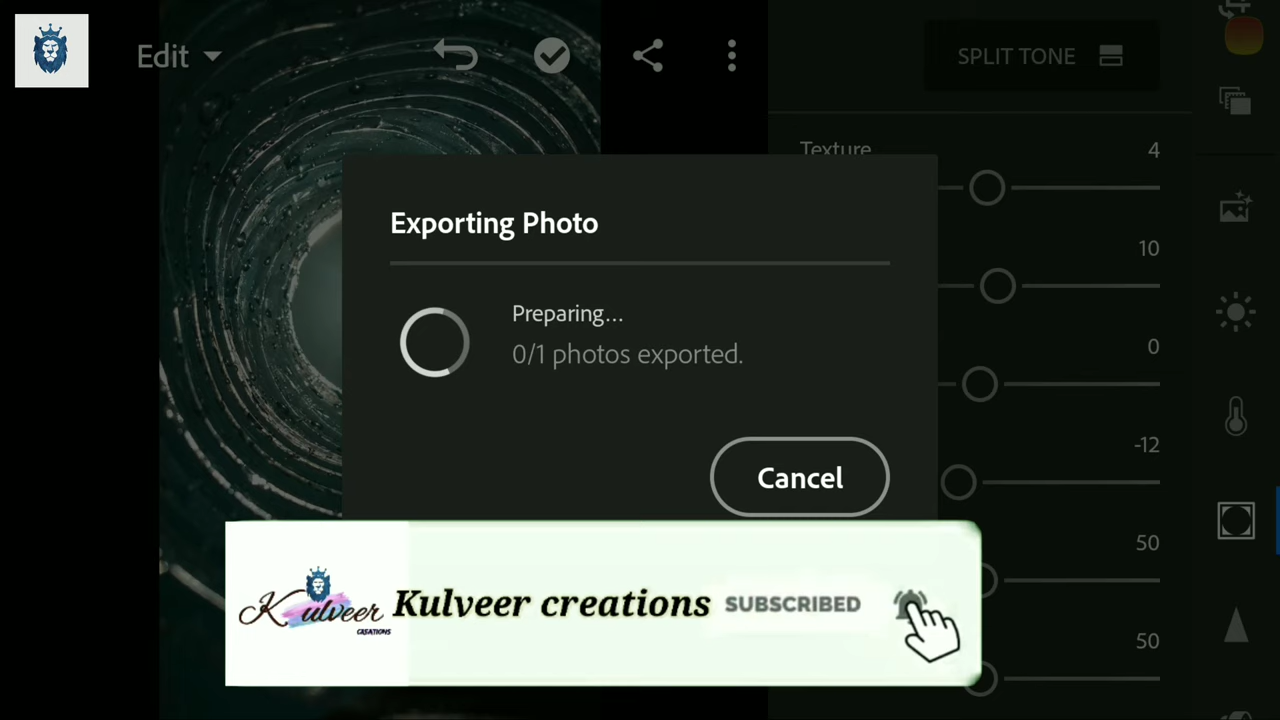 Edit
SPLIT TONE
Texture 4
10
0
-12
50
50
Exporting Photo
Preparing...
0/1 photos exported.
Cancel
Kulveer
CREATIONS
Kulveer creations
SUBSCRIBED